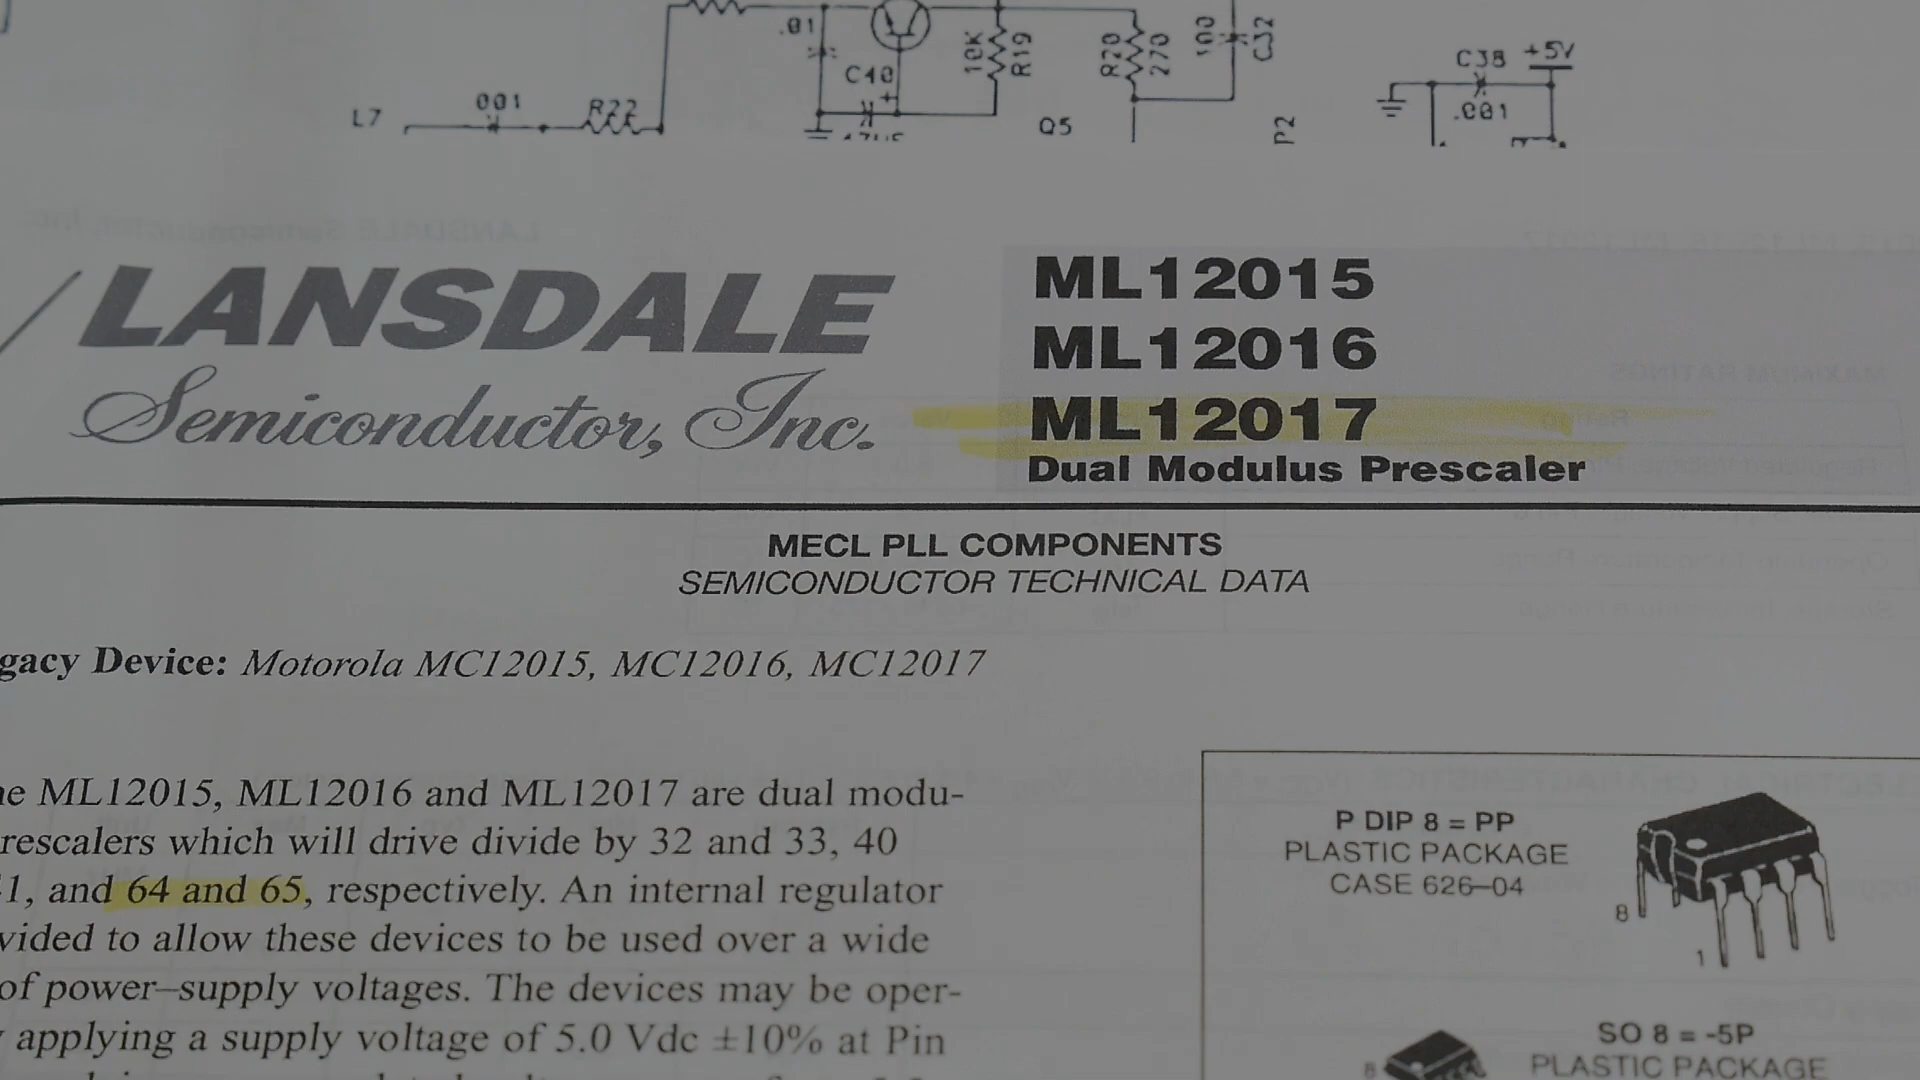 .01
10K
R19
R20
270
100
C32
C38 +5V
C40
.001
001
R22
L7
Q5
LANSDALE
Semiconductor, Inc.
ML12015
ML12016
ML12017
Dual Modulus Prescaler
MECL PLL COMPONENTS
SEMICONDUCTOR TECHNICAL DATA
gacy Device: Motorola MC12015, MC12016, MC12017
e ML12015, ML12016 and ML12017 are dual modu-
rescalers which will drive divide by 32 and 33, 40
1, and 64 and 65, respectively. An internal regulator
vided to allow these devices to be used over a wide
of power–supply voltages. The devices may be oper-
applying a supply voltage of 5.0 Vdc ±10% at Pin
P DIP 8 = PP
PLASTIC PACKAGE
CASE 626–04
8
1
SO 8 = -5P
PLASTIC PACKAGE
8